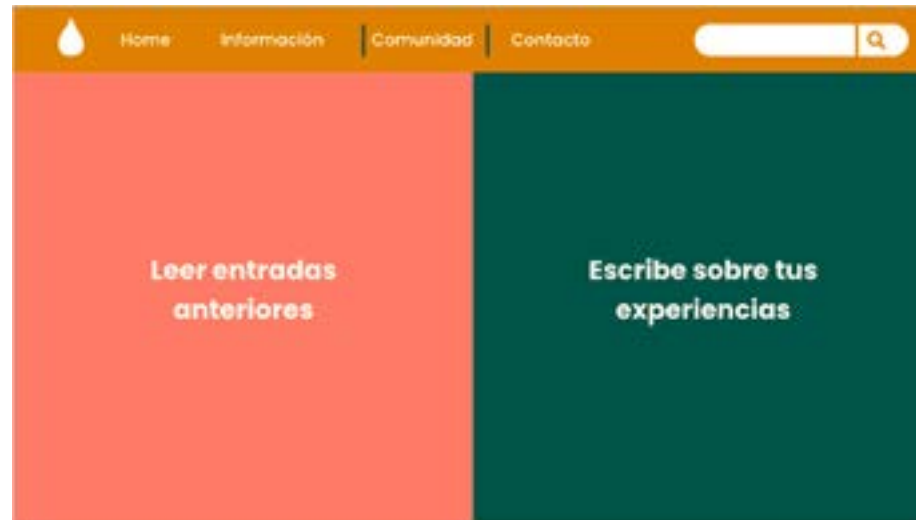 Home Información Comunidad Contacto
Leer entradas
anteriores
Escribe sobre tus
experiencias